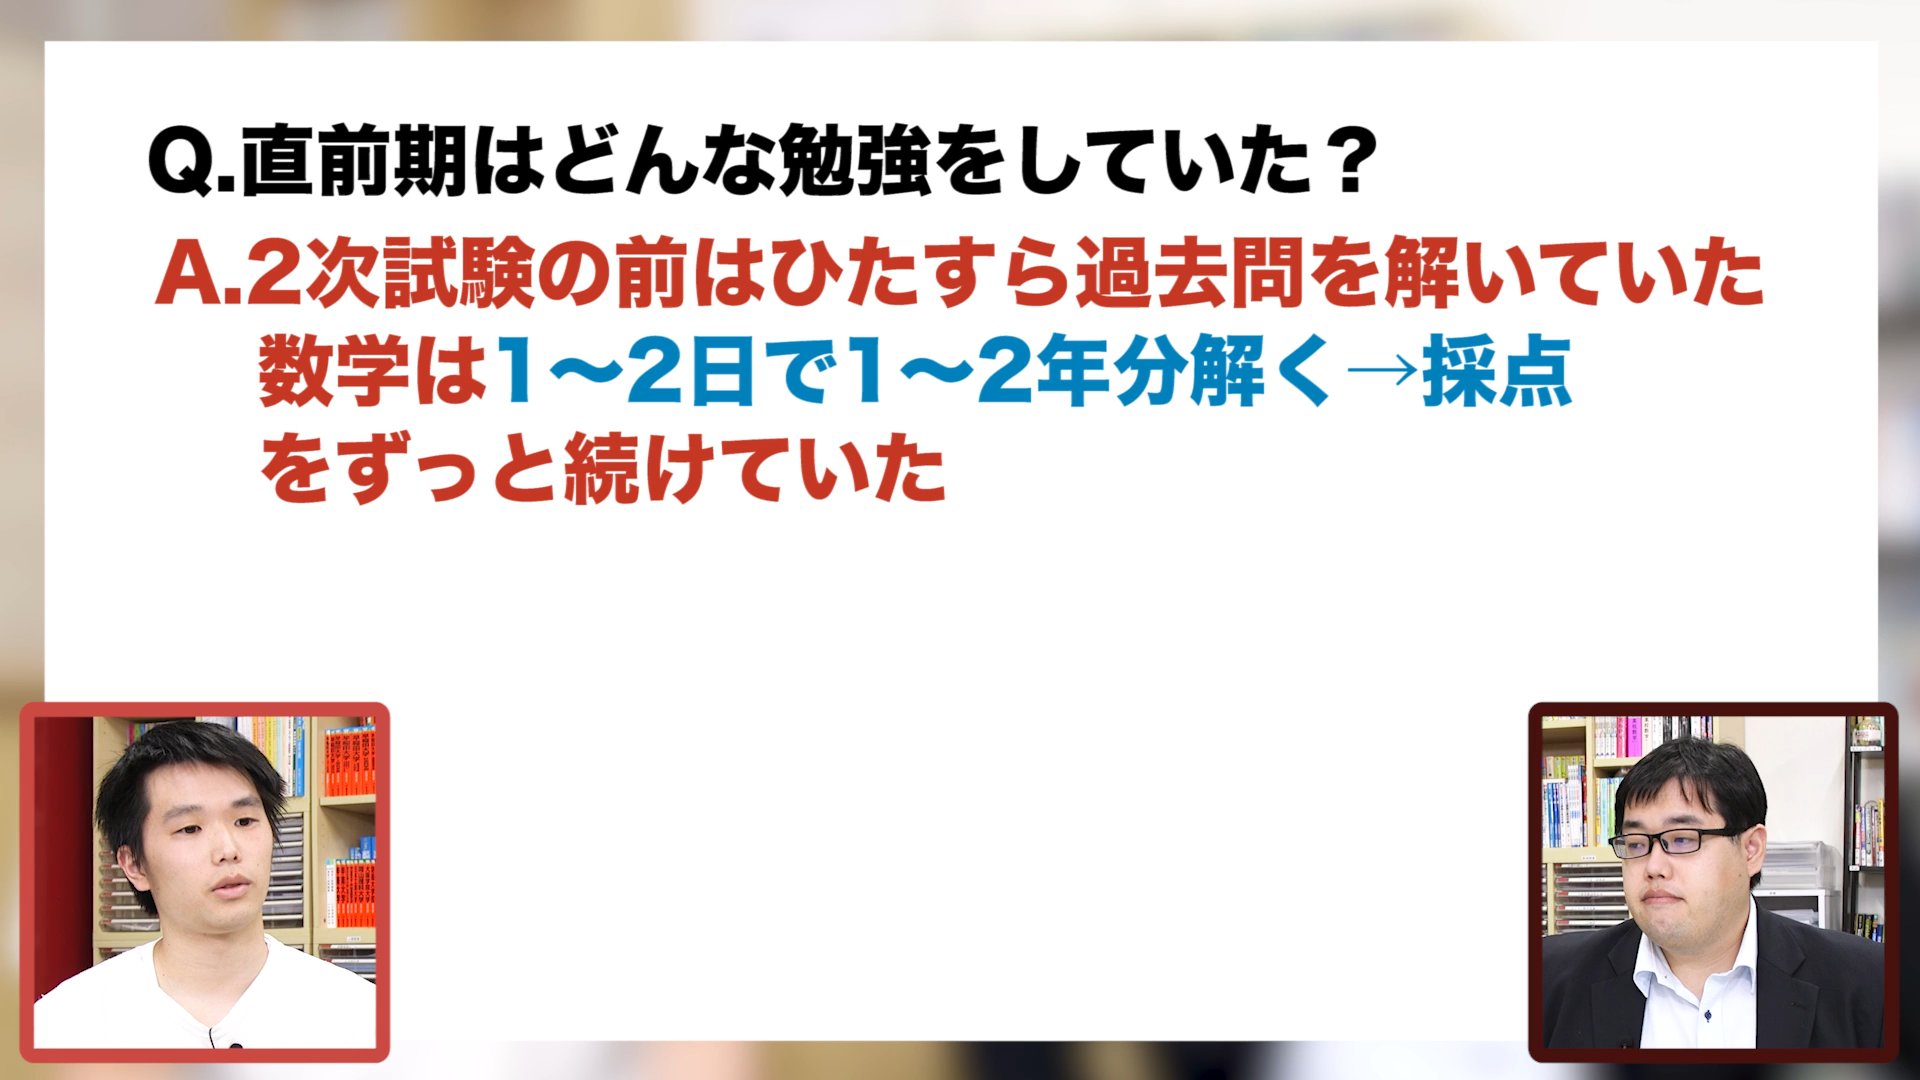 Q.直前期はどんな勉強をしていた？
A.2次試験の前はひたすら過去問を解いていた
数学は1〜2日で1〜2年分解く→採点
をずっと続けていた